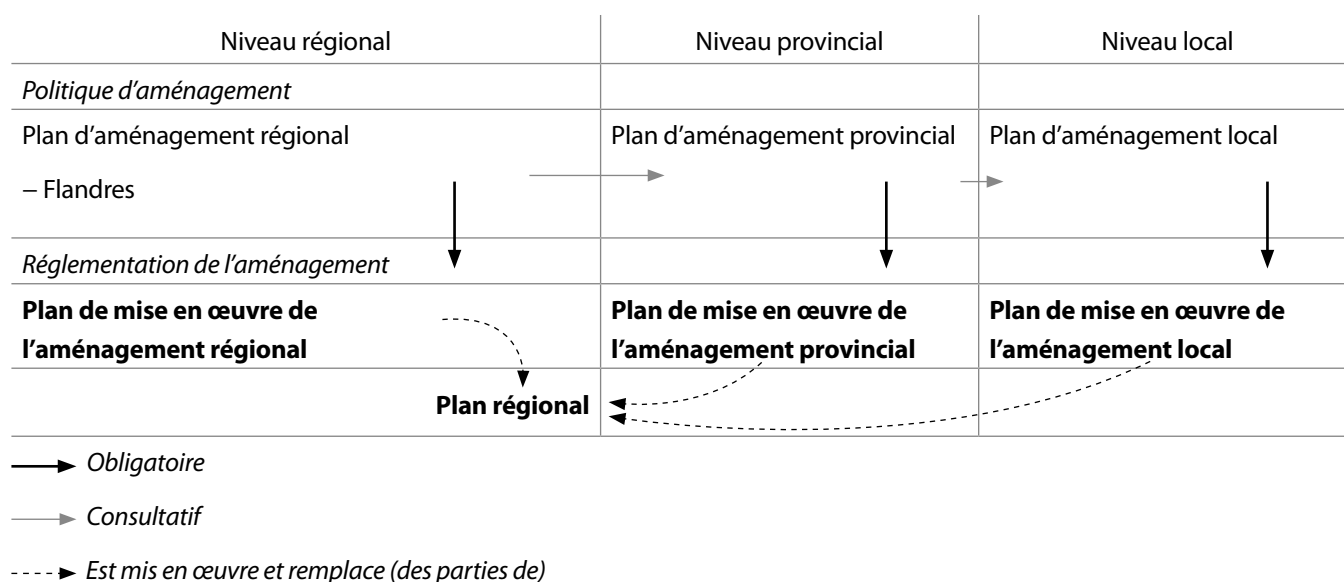 Niveau régional
Niveau provincial
Niveau local
Politique d’aménagement
Plan d’aménagement régional
– Flandres
Plan d’aménagement provincial
Plan d’aménagement local
Réglementation de l’aménagement
Plan de mise en œuvre de
l’aménagement régional
Plan de mise en œuvre de
l’aménagement provincial
Plan de mise en œuvre de
l’aménagement local
Plan régional
Obligatoire
Consultatif
Est mis en œuvre et remplace (des parties de)